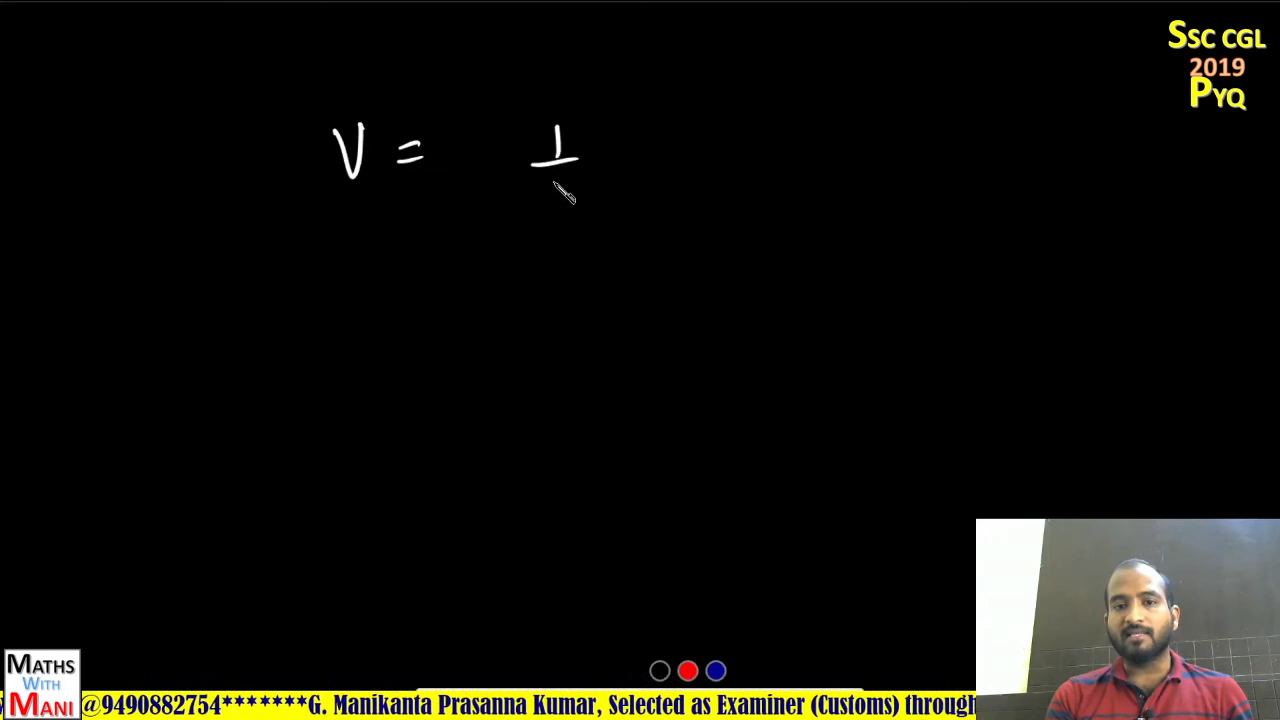 SSC CGL
2019
PYQ
V = 1
MATHS
WITH
MANI
@9490882754*******G. Manikanta Prasanna Kumar, Selected as Examiner (Customs) through